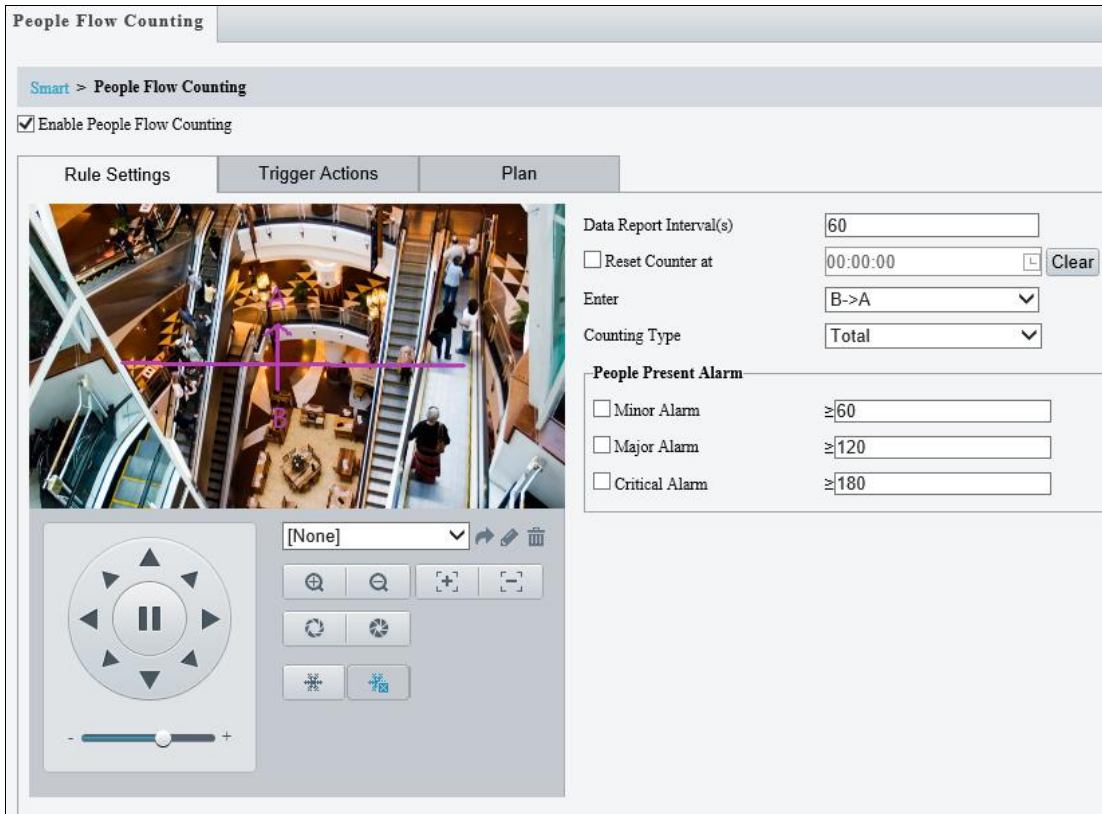 People Flow Counting
Smart > People Flow Counting
Enable People Flow Counting
Rule Settings Trigger Actions Plan
A
B
Data Report Interval(s) 60
Reset Counter at 00:00:00 Clear
Enter B->A
Counting Type Total
People Present Alarm
Minor Alarm ≥60
Major Alarm ≥120
Critical Alarm ≥180
[None]
- +